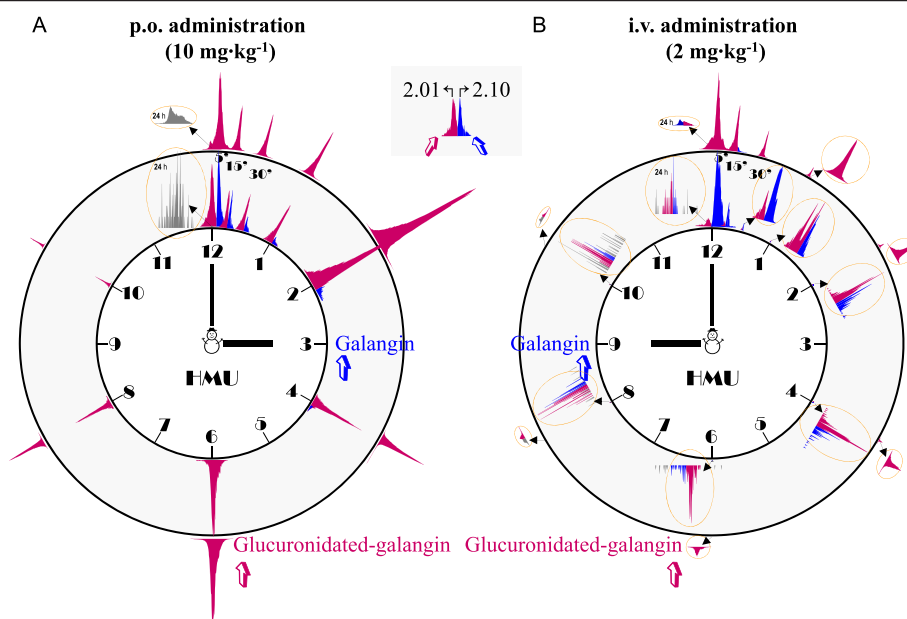 A
p.o. administration
(10 mg·kg⁻¹)
B
i.v. administration
(2 mg·kg⁻¹)
2.01
2.10
24 h
24 h
5'
15'
30'
12
1
2
3
4
5
6
7
8
9
10
11
HMU
Galangin
Glucuronidated-galangin
24 h
24 h
5'
15'
30'
12
1
2
3
4
5
6
7
8
9
10
11
HMU
Galangin
Glucuronidated-galangin